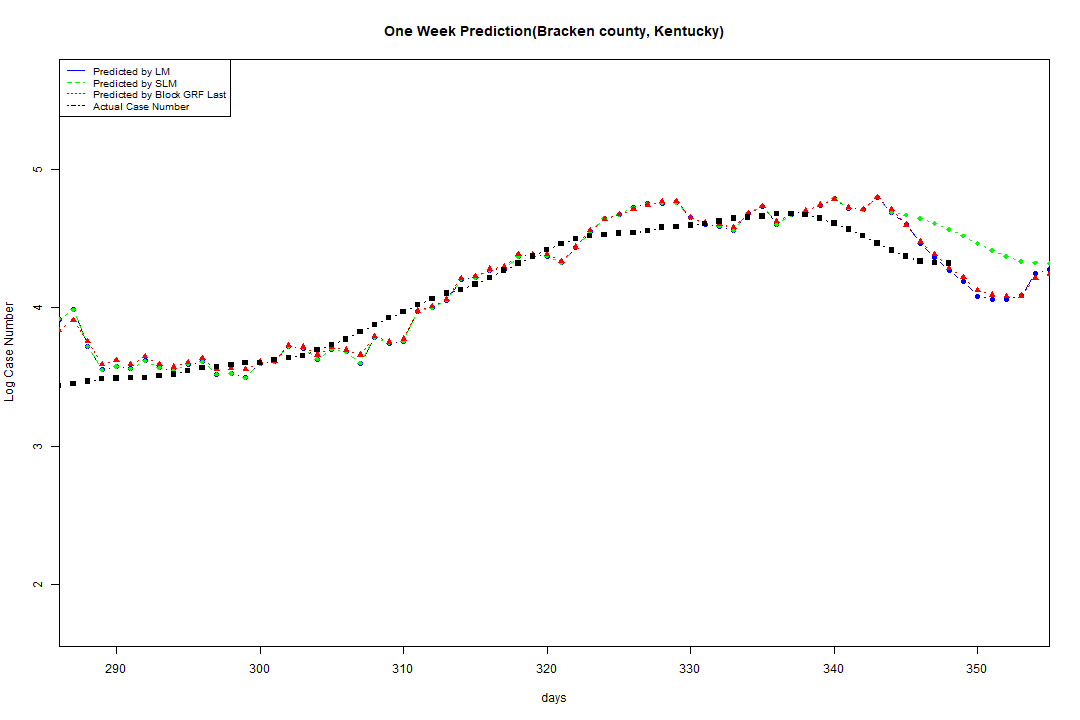 One Week Prediction(Bracken county, Kentucky)
Predicted by LM
Predicted by SLM
Predicted by Block GRF Last
Actual Case Number
5
4
3
2
Log Case Number
290 300 310 320 330 340 350
days